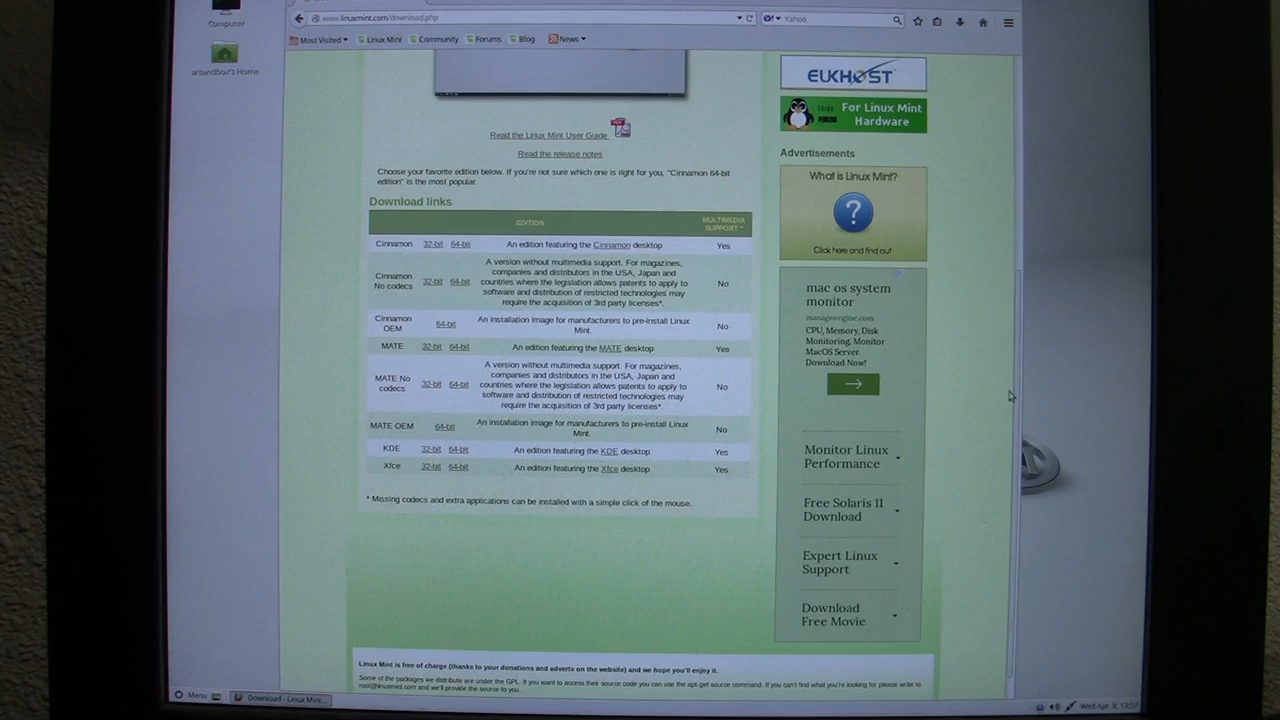 Computer
arsandbox's Home
www.linuxmint.com/download.php
Yahoo
Most Visited
Linux Mint
Community
Forums
Blog
News
Read the Linux Mint User Guide
Read the release notes
Choose your favorite edition below. If you're not sure which one is right for you, "Cinnamon 64-bit
edition" is the most popular.
Download links
EDITION
MULTIMEDIA
SUPPORT *
Cinnamon 32-bit 64-bit An edition featuring the Cinnamon desktop Yes
Cinnamon
No codecs
32-bit 64-bit
A version without multimedia support. For magazines,
companies and distributors in the USA, Japan and
countries where the legislation allows patents to apply to
software and distribution of restricted technologies may
require the acquisition of 3rd party licenses*.
No
Cinnamon
OEM
64-bit
An installation image for manufacturers to pre-install Linux
Mint.
No
MATE 32-bit 64-bit An edition featuring the MATE desktop Yes
MATE No
codecs
32-bit 64-bit
A version without multimedia support. For magazines,
companies and distributors in the USA, Japan and
countries where the legislation allows patents to apply to
software and distribution of restricted technologies may
require the acquisition of 3rd party licenses*.
No
MATE OEM
64-bit
An installation image for manufacturers to pre-install Linux
Mint.
No
KDE 32-bit 64-bit An edition featuring the KDE desktop Yes
Xfce 32-bit 64-bit An edition featuring the Xfce desktop Yes
* Missing codecs and extra applications can be installed with a simple click of the mouse.
EUKHOST
THINK
PENGUIN
For Linux Mint
Hardware
Advertisements
What is Linux Mint?
?
Click here and find out
mac os system
monitor
manageengine.com
CPU, Memory, Disk
Monitoring. Monitor
MacOS Server.
Download Now!
Monitor Linux
Performance
Free Solaris 11
Download
Expert Linux
Support
Download
Free Movie
Linux Mint is free of charge (thanks to your donations and adverts on the website) and we hope you'll enjoy it.
Some of the packages we distribute are under the GPL. If you want to access their source code you can use the apt-get source command. If you can't find what you're looking for please write to
root@linuxmint.com and we'll provide the source to you.
Menu
Download - Linux Mint...
Wed Apr 8, 13:57